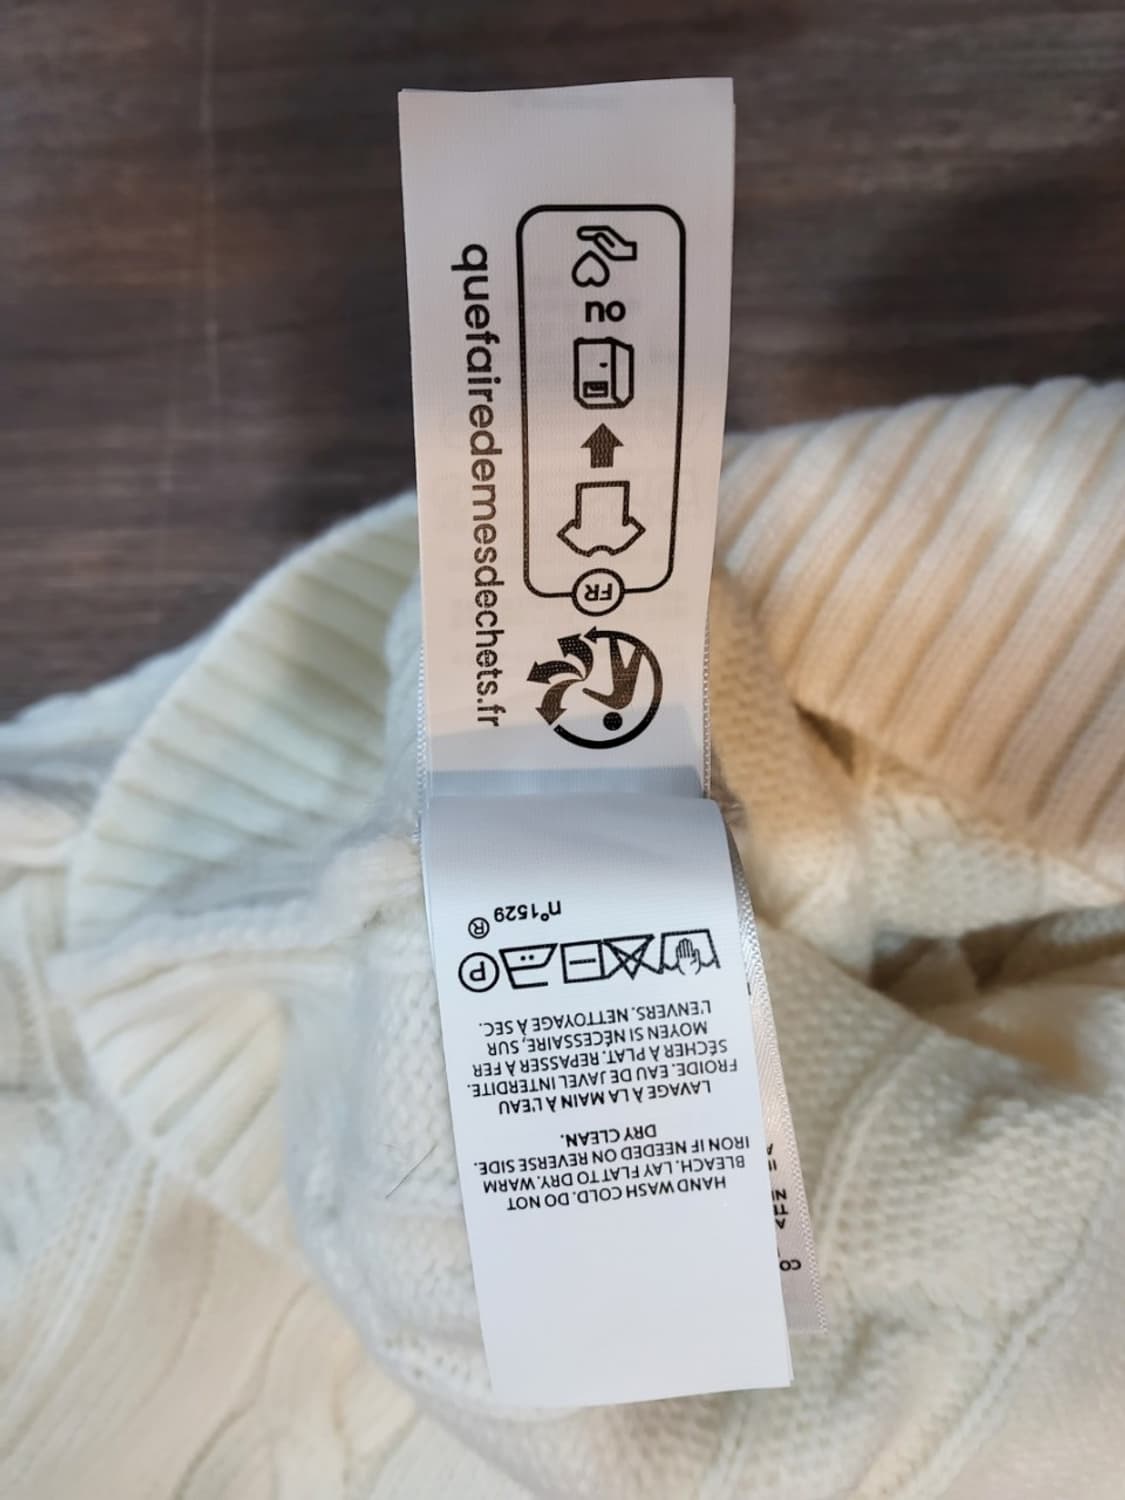 FR
ou
quefairedemesdechets.fr
HAND WASH COLD. DO NOT
BLEACH. LAY FLAT TO DRY. WARM
IRON IF NEEDED ON REVERSE SIDE.
DRY CLEAN.
LAVAGE À LA MAIN À L'EAU
FROIDE. EAU DE JAVEL INTERDITE.
SÉCHER À PLAT. REPASSER À FER
MOYEN SI NÉCESSAIRE, SUR
L'ENVERS. NETTOYAGE À SEC.
P
n°1529 ®
CO